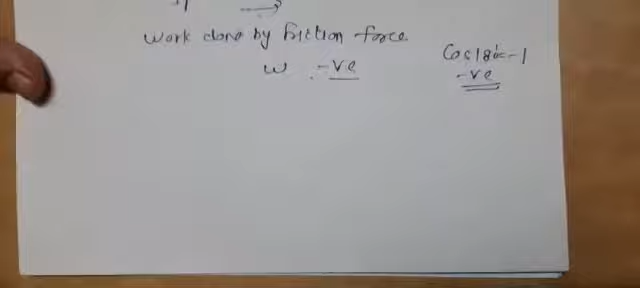 work done by friction force
cos180=-1
w -ve
-ve